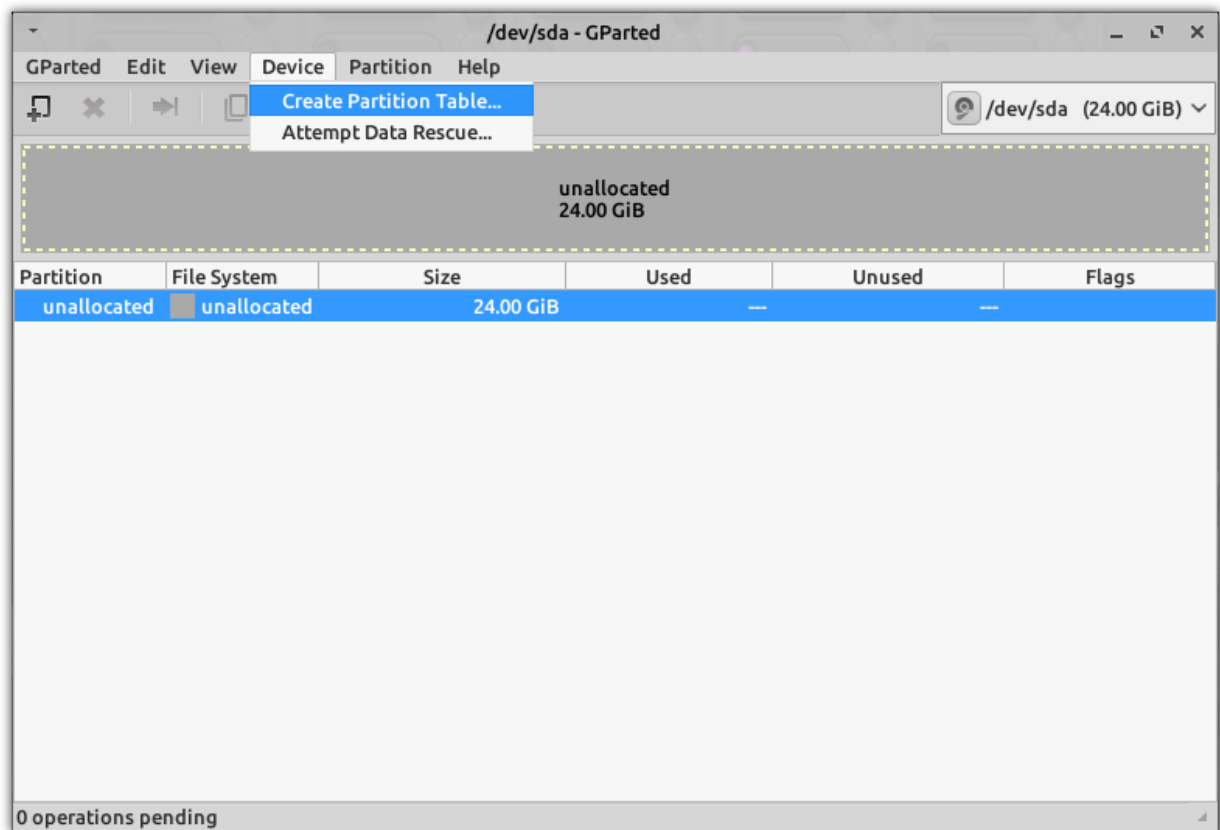 /dev/sda - GParted
GParted Edit View Device Partition Help
Create Partition Table...
/dev/sda (24.00 GiB)
Attempt Data Rescue...
unallocated
24.00 GiB
Partition File System Size Used Unused Flags
unallocated unallocated 24.00 GiB --- ---
0 operations pending